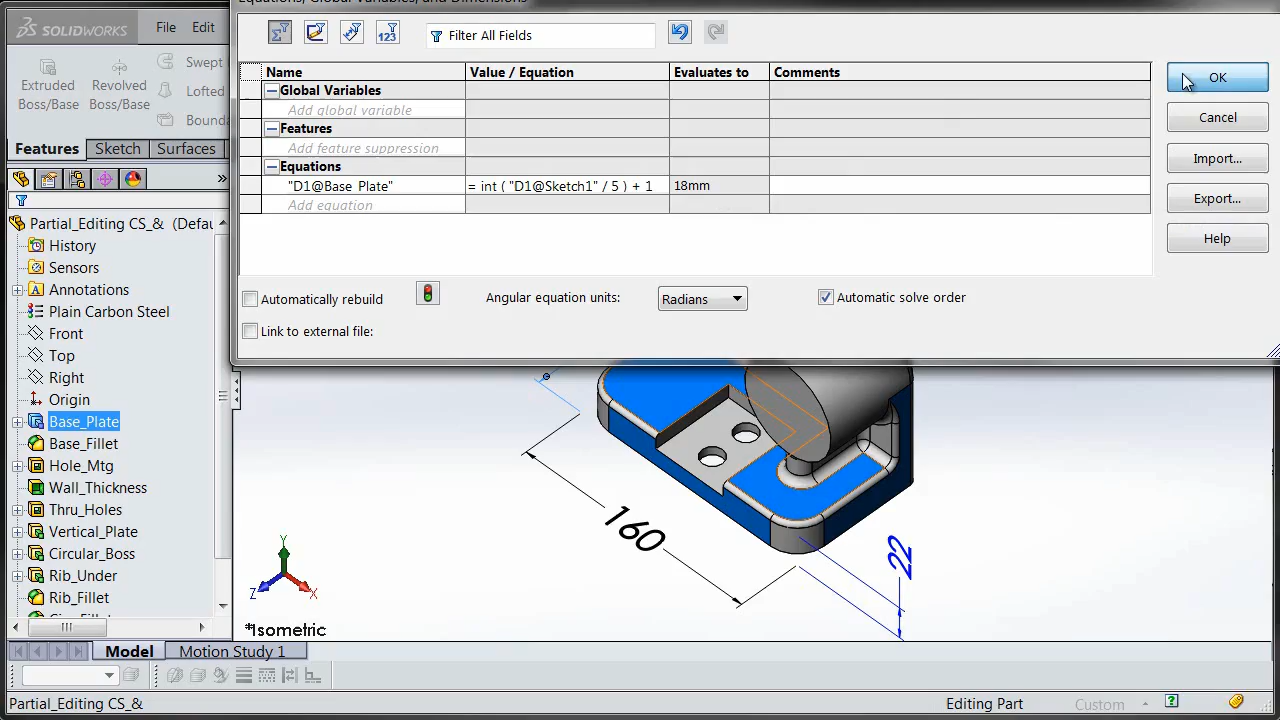 Equations, Global Variables, and Dimensions
SOLIDWORKS File Edit
Filter All Fields
Extruded Boss/Base
Revolved Boss/Base
Swept
Lofted
Bounda
Features Sketch Surfaces
Name Value / Equation Evaluates to Comments
Global Variables
Add global variable
Features
Add feature suppression
Equations
"D1@Base_Plate" = int ( "D1@Sketch1" / 5 ) + 1 18mm
Add equation
OK
Cancel
Import...
Export...
Help
Automatically rebuild Angular equation units: Radians Automatic solve order
Link to external file:
»
Partial_Editing CS_& (Defau
History
Sensors
Annotations
Plain Carbon Steel
Front
Top
Right
Origin
Base_Plate
Base_Fillet
Hole_Mtg
Wall_Thickness
Thru_Holes
Vertical_Plate
Circular_Boss
Rib_Under
Rib_Fillet
160
22
Y
Z X
*Isometric
Model Motion Study 1
Partial_Editing CS_& Editing Part Custom